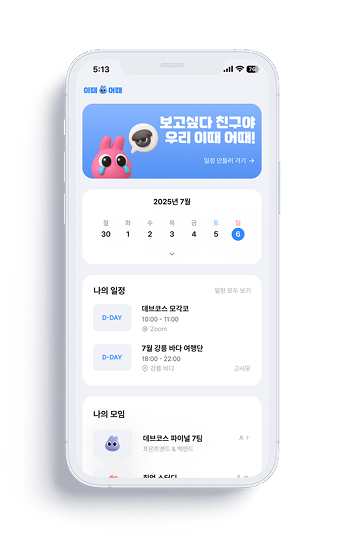 5:13
이때 어때
보고싶다 친구야
우리 이때 어때!
일정 만들러 가기 →
2025년 7월
월 화 수 목 금 토 일
30 1 2 3 4 5 6
나의 일정 일정 모두 보기
D-DAY
데브코스 모각코
10:00 - 11:00
Zoom
D-DAY
7월 강릉 바다 여행단
18:00 - 22:00
강릉 바다 고사모
나의 모임
데브코스 파이널 7팀 7
프론트엔드 & 백엔드